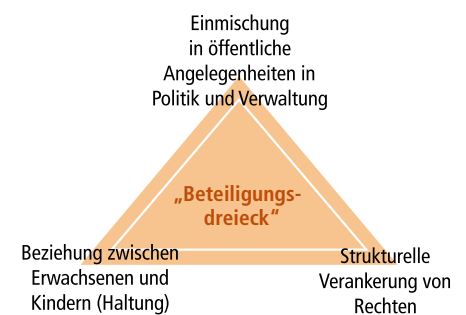 Einmischung
in öffentliche
Angelegenheiten in
Politik und Verwaltung
„Beteiligungs-
dreieck“
Beziehung zwischen
Erwachsenen und
Kindern (Haltung)
Strukturelle
Verankerung von
Rechten